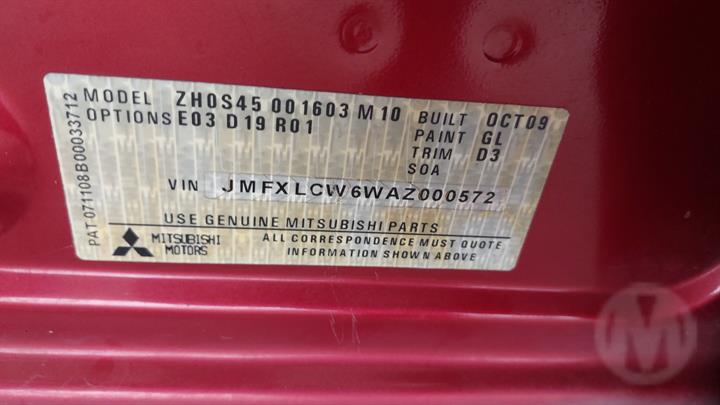 PAT-071108B00033712
MODEL ZH0S45 001603 M10 BUILT OCT09
OPTIONS E03 D19 R01 PAINT GL
TRIM D3
SOA
VIN JMFXLCW6WAZ000572
USE GENUINE MITSUBISHI PARTS
MITSUBISHI MOTORS
ALL CORRESPONDENCE MUST QUOTE
INFORMATION SHOWN ABOVE
M